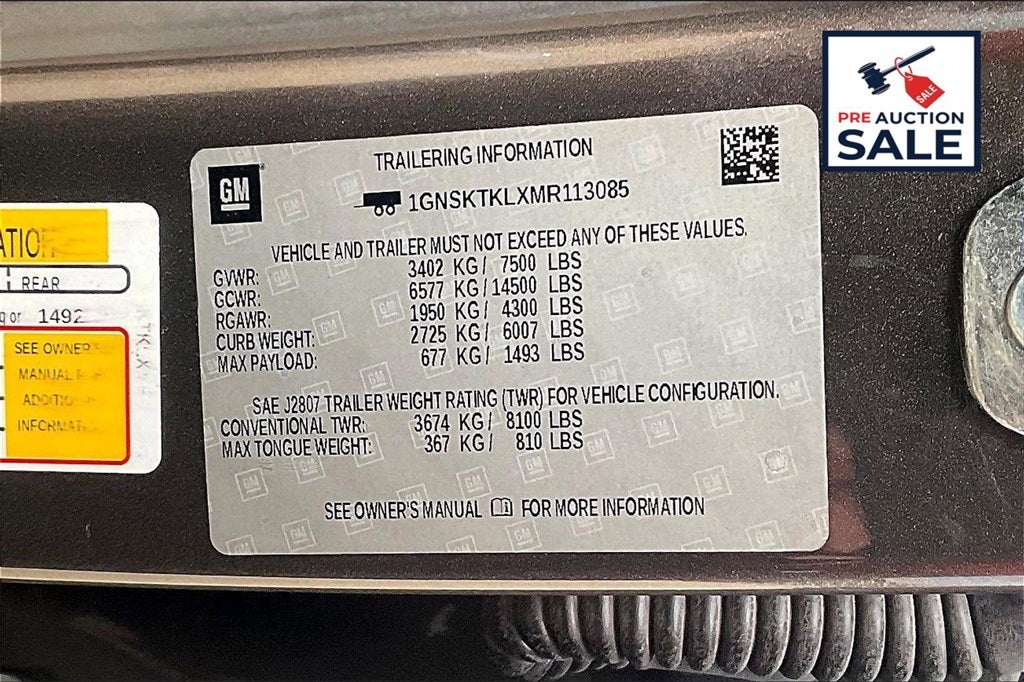 PRE AUCTION
SALE
SALE
GM
TRAILERING INFORMATION
1GNSKTKLXMR113085
VEHICLE AND TRAILER MUST NOT EXCEED ANY OF THESE VALUES.
GVWR: 3402 KG/ 7500 LBS
GCWR: 6577 KG/ 14500 LBS
RGAWR: 1950 KG/ 4300 LBS
CURB WEIGHT: 2725 KG/ 6007 LBS
MAX PAYLOAD: 677 KG/ 1493 LBS
SAE J2807 TRAILER WEIGHT RATING (TWR) FOR VEHICLE CONFIGURATION.
CONVENTIONAL TWR: 3674 KG/ 8100 LBS
MAX TONGUE WEIGHT: 367 KG/ 810 LBS
SEE OWNER'S MANUAL FOR MORE INFORMATION
REAR
or 1492
SEE OWNER
MANUAL